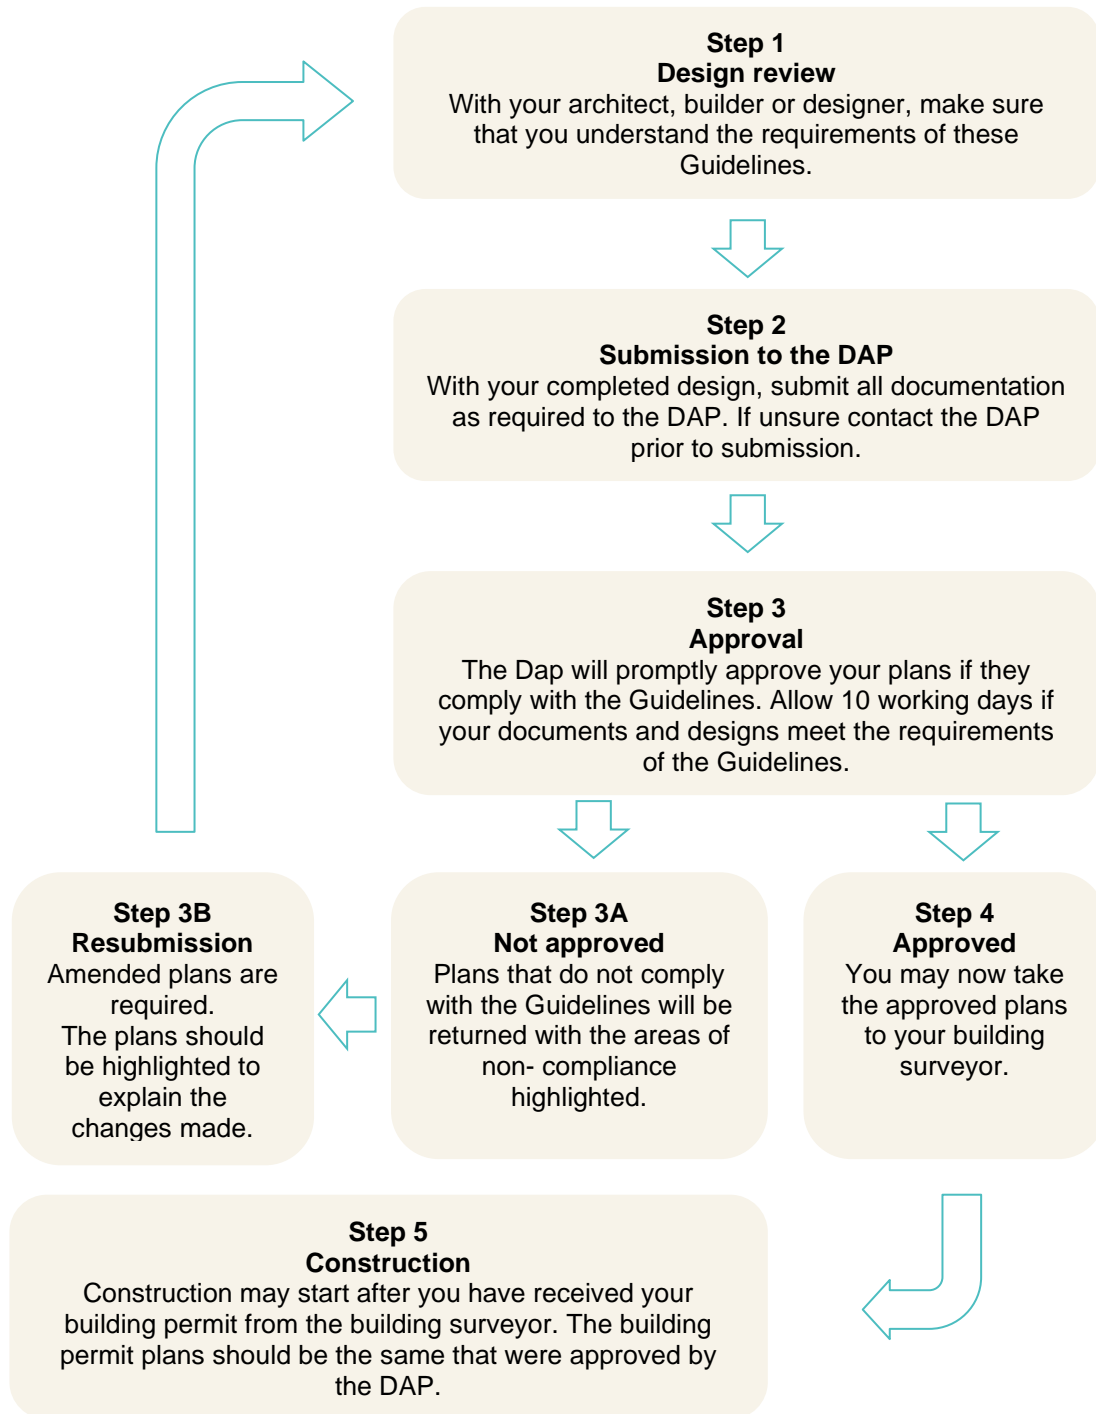 Step 1
Design review
With your architect, builder or designer, make sure
that you understand the requirements of these
Guidelines.
Step 2
Submission to the DAP
With your completed design, submit all documentation
as required to the DAP. If unsure contact the DAP
prior to submission.
Step 3
Approval
The Dap will promptly approve your plans if they
comply with the Guidelines. Allow 10 working days if
your documents and designs meet the requirements
of the Guidelines.
Step 3B
Resubmission
Amended plans are
required.
The plans should
be highlighted to
explain the
changes made.
Step 3A
Not approved
Plans that do not comply
with the Guidelines will be
returned with the areas of
non- compliance
highlighted.
Step 4
Approved
You may now take
the approved plans
to your building
surveyor.
Step 5
Construction
Construction may start after you have received your
building permit from the building surveyor. The building
permit plans should be the same that were approved by
the DAP.